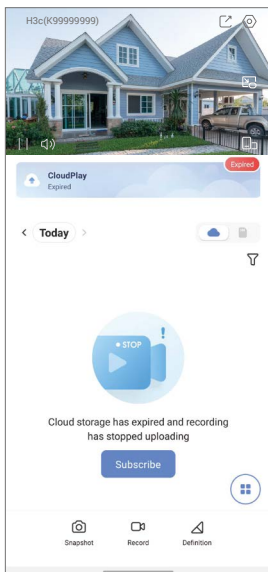 H3c(K99999999)
Expired
CloudPlay
Expired
Today
STOP
!
Cloud storage has expired and recording
has stopped uploading
Subscribe
Snapshot
Record
Definition